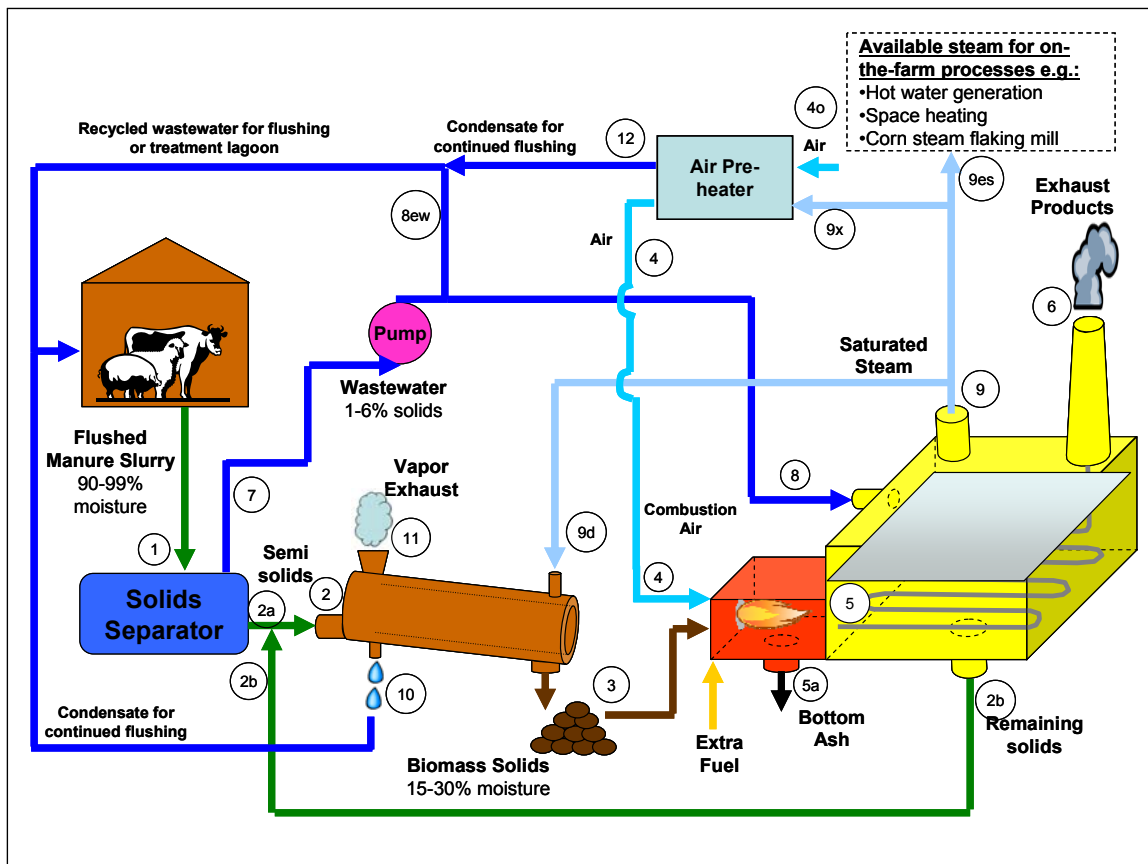 Available steam for on-
the-farm processes e.g.:
•Hot water generation
•Space heating
•Corn steam flaking mill
Recycled wastewater for flushing
or treatment lagoon
Condensate for
continued flushing
12
4o
Air
Air Pre-
heater
9es
Exhaust
Products
8ew
Air
4
9x
6
Pump
Saturated
Steam
Wastewater
1-6% solids
9
Flushed
Manure Slurry
90-99%
moisture
7
Vapor
Exhaust
8
Combustion
Air
11
9d
1
Semi
solids
2
4
5
Solids
Separator
2a
2b
10
3
5a
2b
Condensate for
continued flushing
Bottom
Ash
Remaining
solids
Extra
Fuel
Biomass Solids
15-30% moisture